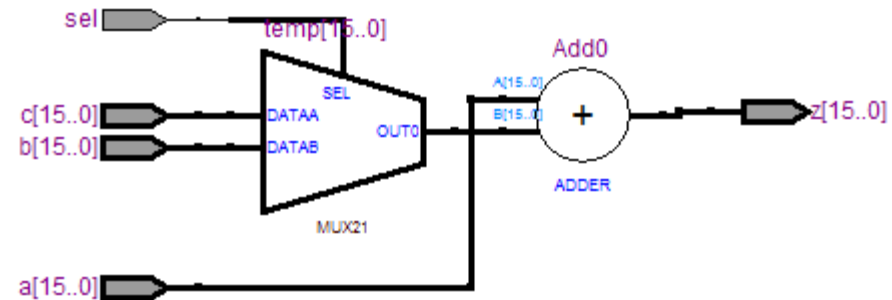 sel
temp[15..0]
Add0
SEL
A[15..0]
c[15..0]
DATAA
B[15..0]
+
z[15..0]
OUT0
b[15..0]
DATAB
ADDER
MUX21
a[15..0]